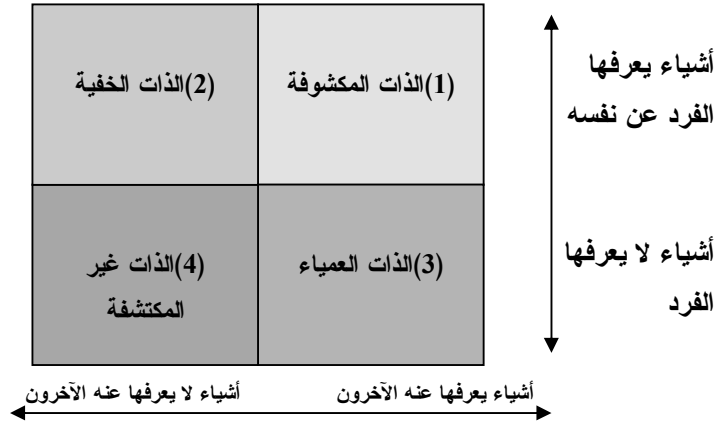 أشياء يعرفها
الفرد عن نفسه
(1)الذات المكشوفة
(2)الذات الخفية
أشياء لا يعرفها
الفرد
(3)الذات العمياء
(4)الذات غير
المكتشفة
أشياء يعرفها عنه الآخرون
أشياء لا يعرفها عنه الآخرون